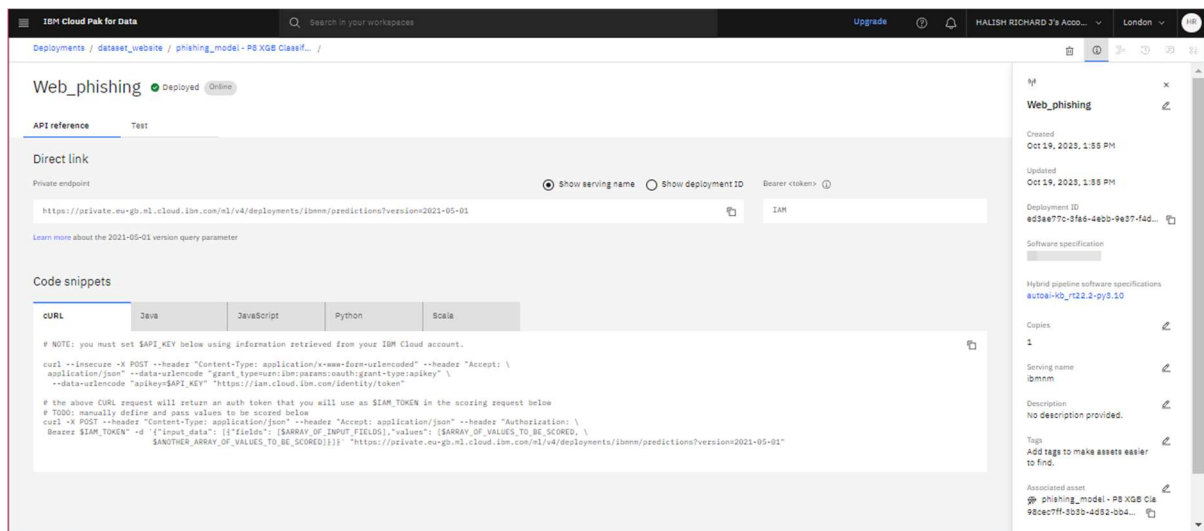 IBM Cloud Pak for Data
Search in your workspaces
Upgrade
HALISH RICHARD J's Acco...
London
HR
Deployments / dataset_website / phishing_model - P8 XGB Classif... /
Web_phishing
Deployed
Online
API reference
Test
Direct link
Private endpoint
Show serving name
Show deployment ID
Bearer <token>
https://private.eu-gb.ml.cloud.ibm.com/ml/v4/deployments/ibmnm/predictions?version=2021-05-01
IAM
Learn more about the 2021-05-01 version query parameter
Code snippets
cURL
Java
JavaScript
Python
Scala
# NOTE: you must set $API_KEY below using information retrieved from your IBM Cloud account.
curl --insecure -X POST --header "Content-Type: application/x-www-form-urlencoded" --header "Accept: \
application/json" --data-urlencode "grant_type=urn:ibm:params:oauth:grant-type:apikey" \
--data-urlencode "apikey=$API_KEY" "https://iam.cloud.ibm.com/identity/token"
# the above CURL request will return an auth token that you will use as $IAM_TOKEN in the scoring request below
# TODO: manually define and pass values to be scored below
curl -X POST --header "Content-Type: application/json" --header "Accept: application/json" --header "Authorization: \
Bearer $IAM_TOKEN" -d '{"input_data": [{"fields": [$ARRAY_OF_INPUT_FIELDS],"values": [$ARRAY_OF_VALUES_TO_BE_SCORED, \
$ANOTHER_ARRAY_OF_VALUES_TO_BE_SCORED]}]}' "https://private.eu-gb.ml.cloud.ibm.com/ml/v4/deployments/ibmnm/predictions?version=2021-05-01"
Web_phishing
Created
Oct 19, 2023, 1:55 PM
Updated
Oct 19, 2023, 1:55 PM
Deployment ID
ed3ae77c-3fa6-4ebb-9e37-f4d...
Software specification
Hybrid pipeline software specifications
autoai-kb_rt22.2-py3.10
Copies
1
Serving name
ibmnm
Description
No description provided.
Tags
Add tags to make assets easier
to find.
Associated asset
phishing_model - P8 XGB Cla
98cec7ff-3b3b-4d52-bb4...